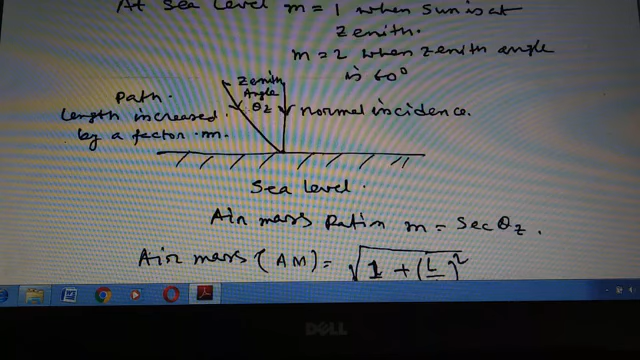 At Sea Level m = 1 when Sun is at
Zenith.
m = 2 when zenith angle
is 60°
Zenith
Angle
θz
Path
length increased
by a factor m.
normal incidence.
Sea level.
Air mass Ratio m = Sec θz.
Air mass (AM) = √1 + (L/ )²
DELL